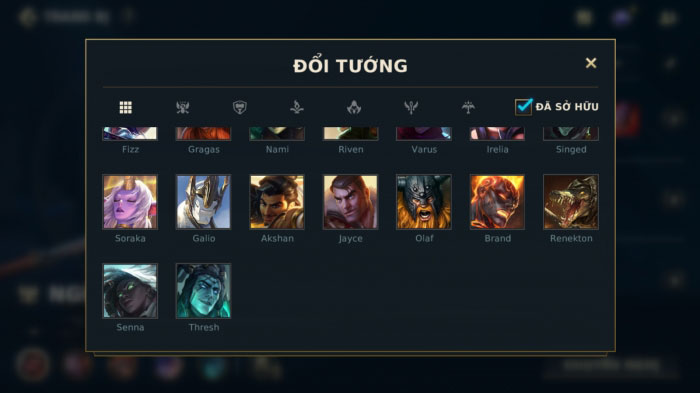 ĐỔI TƯỚNG
ĐÃ SỞ HỮU
Fizz Gragas Nami Riven Varus Irelia Singed
Soraka Galio Akshan Jayce Olaf Brand Renekton
Senna Thresh